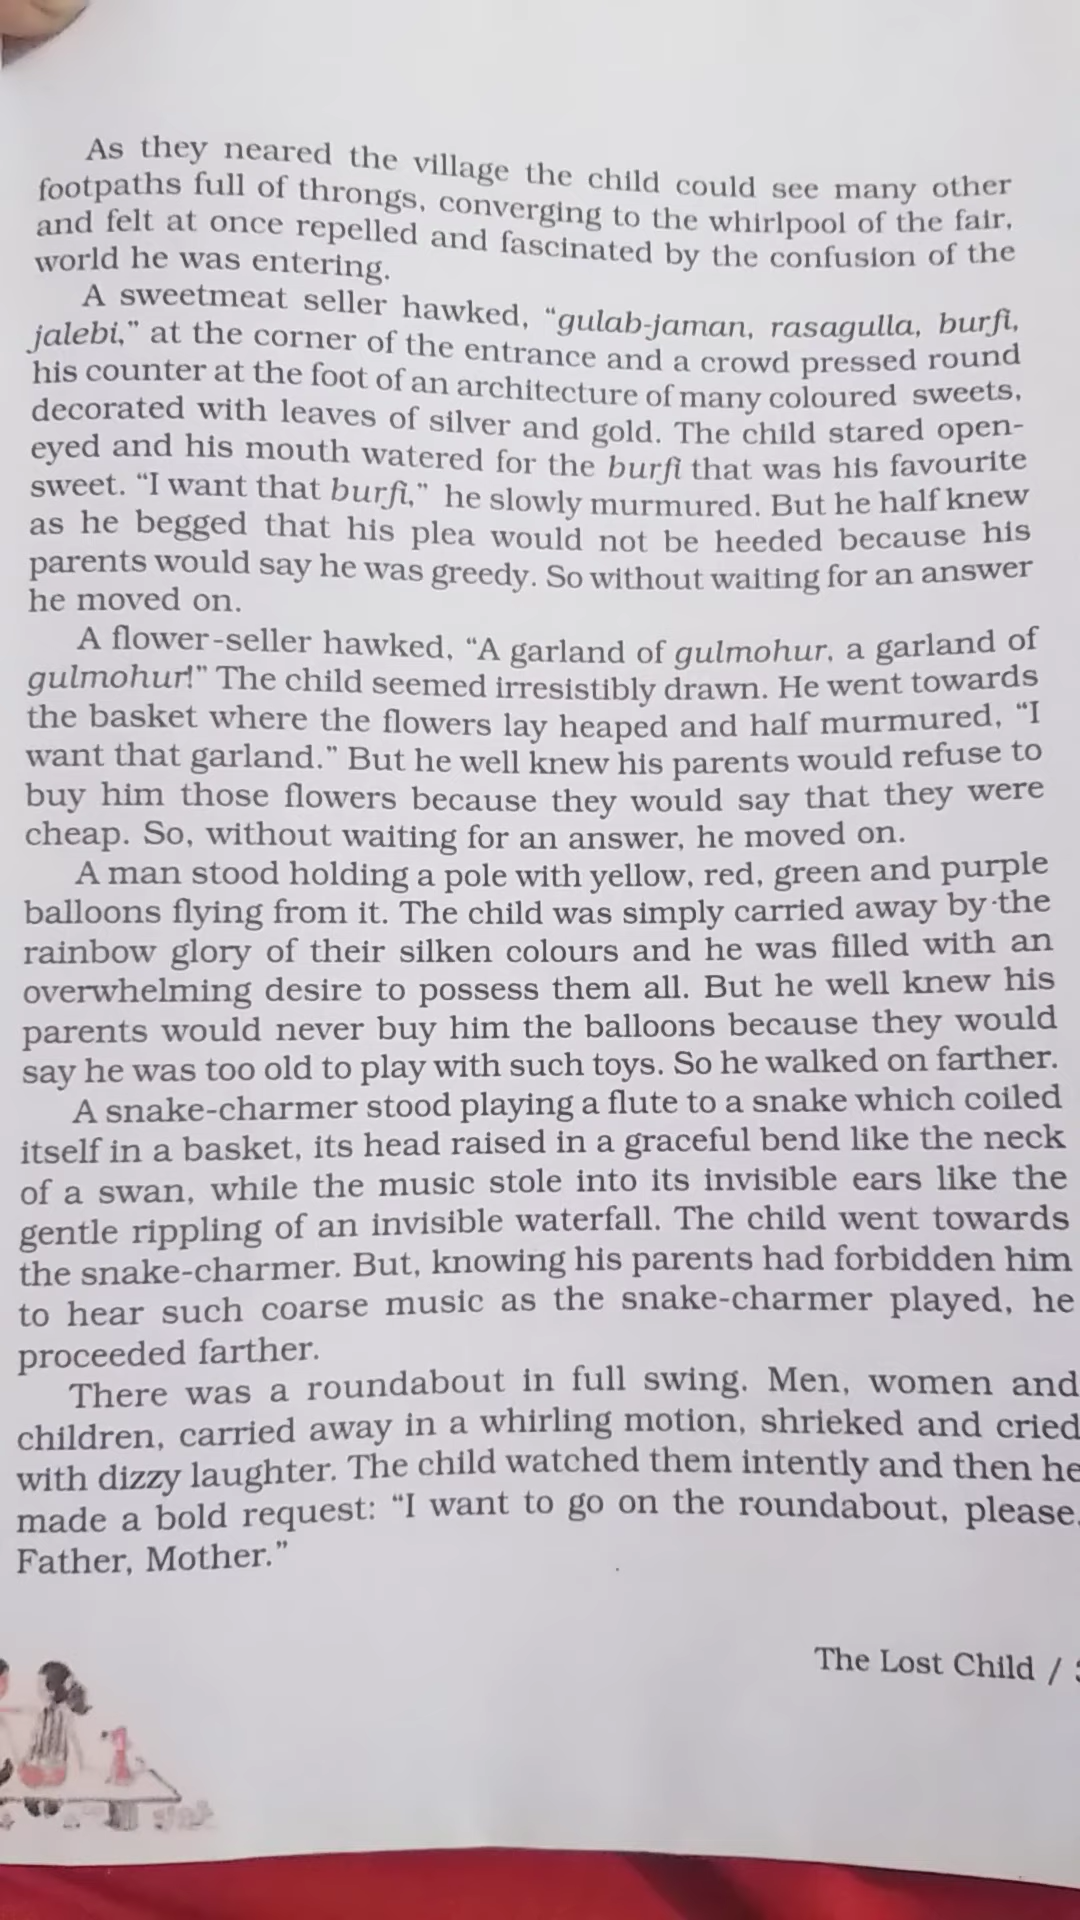 As they neared the village the child could see many other
footpaths full of throngs, converging to the whirlpool of the fair,
and felt at once repelled and fascinated by the confusion of the
world he was entering.
A sweetmeat seller hawked, “gulab-jaman, rasagulla, burfi,
jalebi,” at the corner of the entrance and a crowd pressed round
his counter at the foot of an architecture of many coloured sweets,
decorated with leaves of silver and gold. The child stared open-
eyed and his mouth watered for the burfi that was his favourite
sweet. “I want that burfi,” he slowly murmured. But he half knew
as he begged that his plea would not be heeded because his
parents would say he was greedy. So without waiting for an answer
he moved on.
A flower-seller hawked, “A garland of gulmohur, a garland of
gulmohur!” The child seemed irresistibly drawn. He went towards
the basket where the flowers lay heaped and half murmured, “I
want that garland.” But he well knew his parents would refuse to
buy him those flowers because they would say that they were
cheap. So, without waiting for an answer, he moved on.
A man stood holding a pole with yellow, red, green and purple
balloons flying from it. The child was simply carried away by the
rainbow glory of their silken colours and he was filled with an
overwhelming desire to possess them all. But he well knew his
parents would never buy him the balloons because they would
say he was too old to play with such toys. So he walked on farther.
A snake-charmer stood playing a flute to a snake which coiled
itself in a basket, its head raised in a graceful bend like the neck
of a swan, while the music stole into its invisible ears like the
gentle rippling of an invisible waterfall. The child went towards
the snake-charmer. But, knowing his parents had forbidden him
to hear such coarse music as the snake-charmer played, he
proceeded farther.
There was a roundabout in full swing. Men, women and
children, carried away in a whirling motion, shrieked and cried
with dizzy laughter. The child watched them intently and then he
made a bold request: “I want to go on the roundabout, please,
Father, Mother.”
The Lost Child /